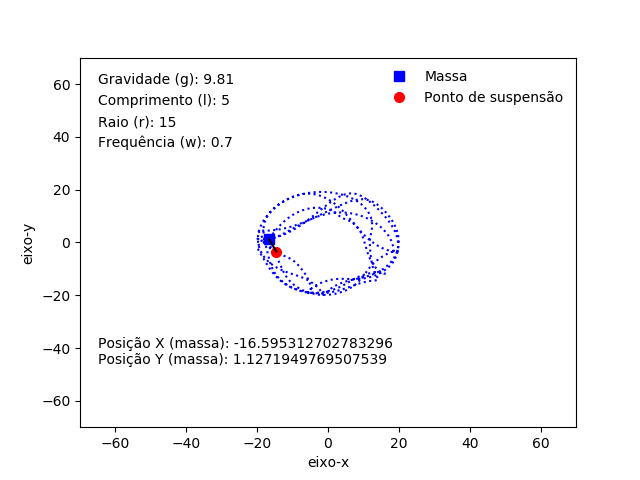 Gravidade (g): 9.81
Comprimento (l): 5
Raio (r): 15
Frequência (w): 0.7
Massa
Ponto de suspensão
60
40
20
0
−20
−40
−60
eixo-y
Posição X (massa): -16.595312702783296
Posição Y (massa): 1.1271949769507539
−60
−40
−20
0
20
40
60
eixo-x